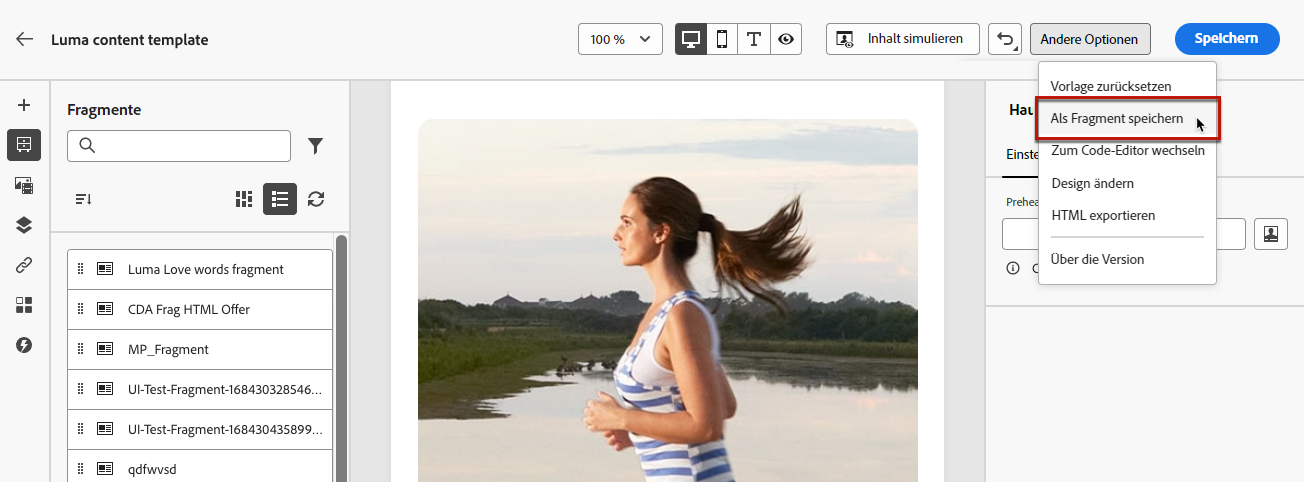 Luma content template
100 %
T
Inhalt simulieren
Andere Optionen
Speichern
Fragmente
Vorlage zurücksetzen
Als Fragment speichern
Zum Code-Editor wechseln
Design ändern
HTML exportieren
Über die Version
Hau
Einste
Prehea
Luma Love words fragment
CDA Frag HTML Offer
MP_Fragment
UI-Test-Fragment-168430328546...
UI-Test-Fragment-168430435899...
qdfwvsd